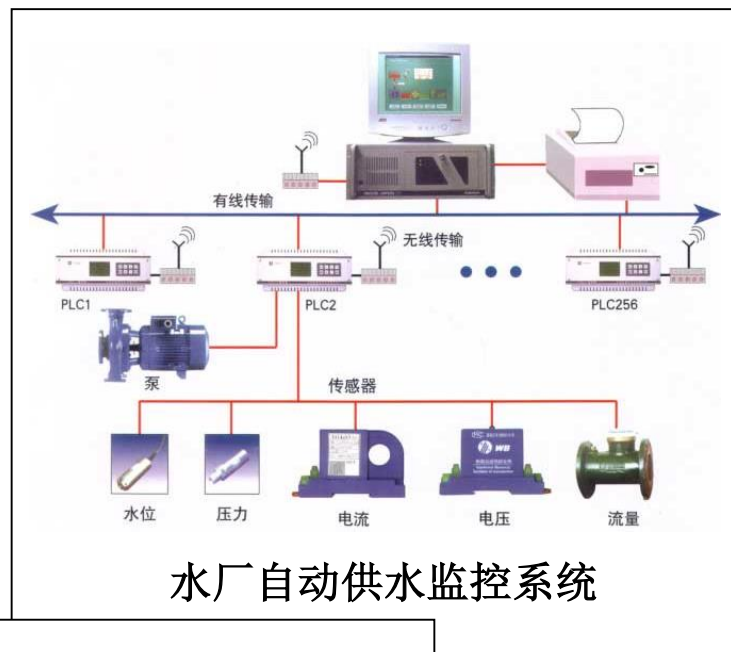 有线传输
无线传输
PLC1
PLC2
PLC256
泵
传感器
水位
压力
电流
电压
流量
WB
水厂自动供水监控系统